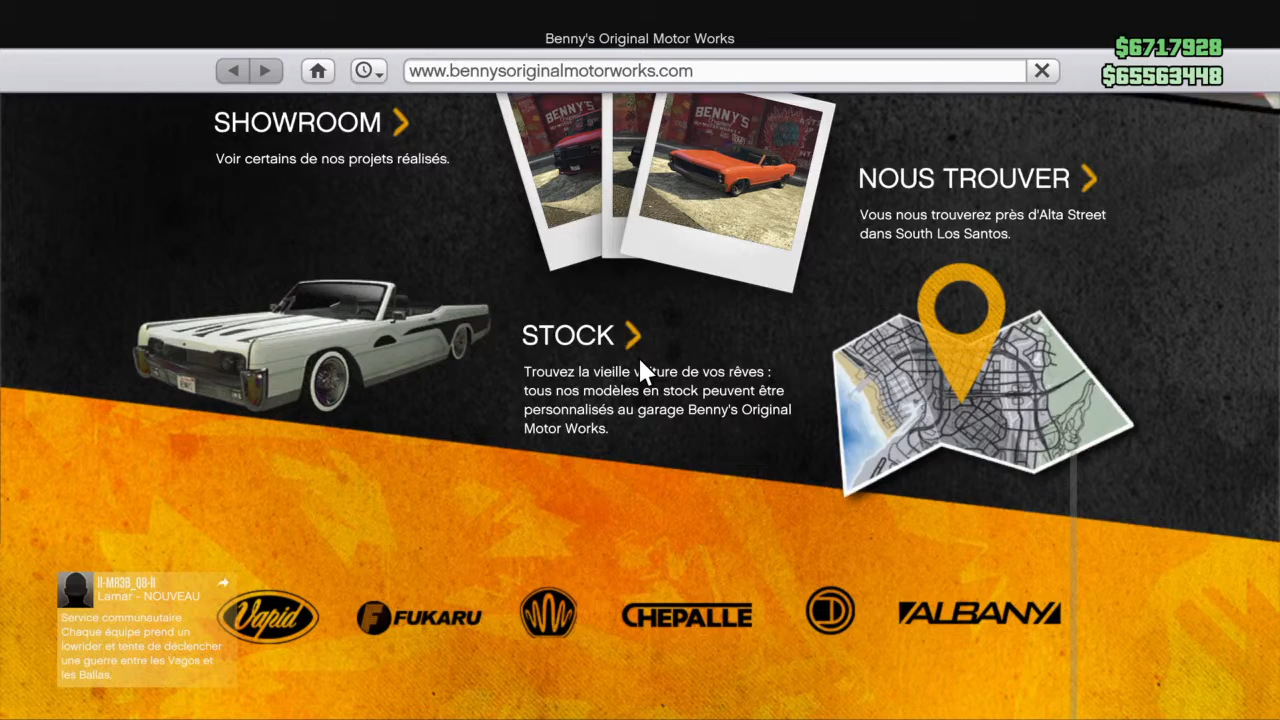 Benny's Original Motor Works
$6717928
www.bennysoriginalmotorworks.com
$65563448
SHOWROOM
Voir certains de nos projets réalisés.
BENNY'S
BENNY'S
NOUS TROUVER
Vous nous trouverez près d'Alta Street
dans South Los Santos.
STOCK
Trouvez la vieille voiture de vos rêves :
tous nos modèles en stock peuvent être
personnalisés au garage Benny's Original
Motor Works.
II-MR3B_Q8-II
Lamar - NOUVEAU
Service communautaire
Chaque équipe prend un
lowrider et tente de déclencher
une guerre entre les Vagos et
les Ballas.
Vapid
FUKARU
CHEPALLE
ALBANY